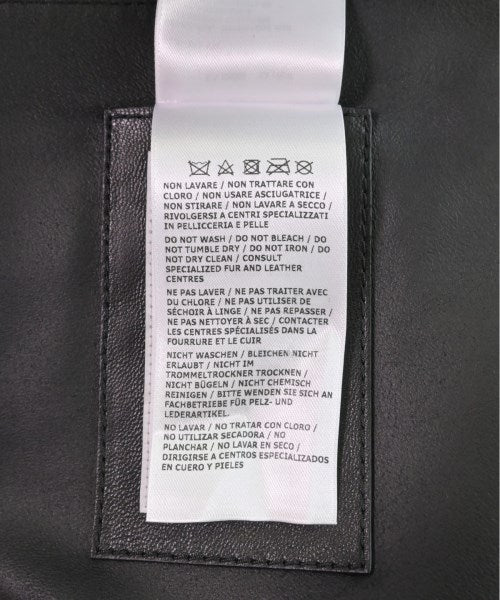 NON LAVARE / NON TRATTARE CON
CLORO / NON USARE ASCIUGATRICE /
NON STIRARE / NON LAVARE A SECCO /
RIVOLGERSI A CENTRI SPECIALIZZATI
IN PELLICCERIA E PELLE
DO NOT WASH / DO NOT BLEACH / DO
NOT TUMBLE DRY / DO NOT IRON / DO
NOT DRY CLEAN / CONSULT
SPECIALIZED FUR AND LEATHER
CENTRES
NE PAS LAVER / NE PAS TRAITER AVEC
DU CHLORE / NE PAS UTILISER DE
SÉCHOIR À LINGE / NE PAS REPASSER /
NE PAS NETTOYER À SEC / CONTACTER
LES CENTRES SPÉCIALISÉS DANS LA
FOURRURE ET LE CUIR
NICHT WASCHEN / BLEICHEN NICHT
ERLAUBT / NICHT IM
TROMMELTROCKNER TROCKNEN /
NICHT BÜGELN / NICHT CHEMISCH
REINIGEN / BITTE WENDEN SIE SICH AN
FACHBETRIEBE FÜR PELZ- UND
LEDERARTIKEL.
NO LAVAR / NO TRATAR CON CLORO /
NO UTILIZAR SECADORA / NO
PLANCHAR / NO LAVAR EN SECO /
DIRIGIRSE A CENTROS ESPECIALIZADOS
EN CUERO Y PIELES